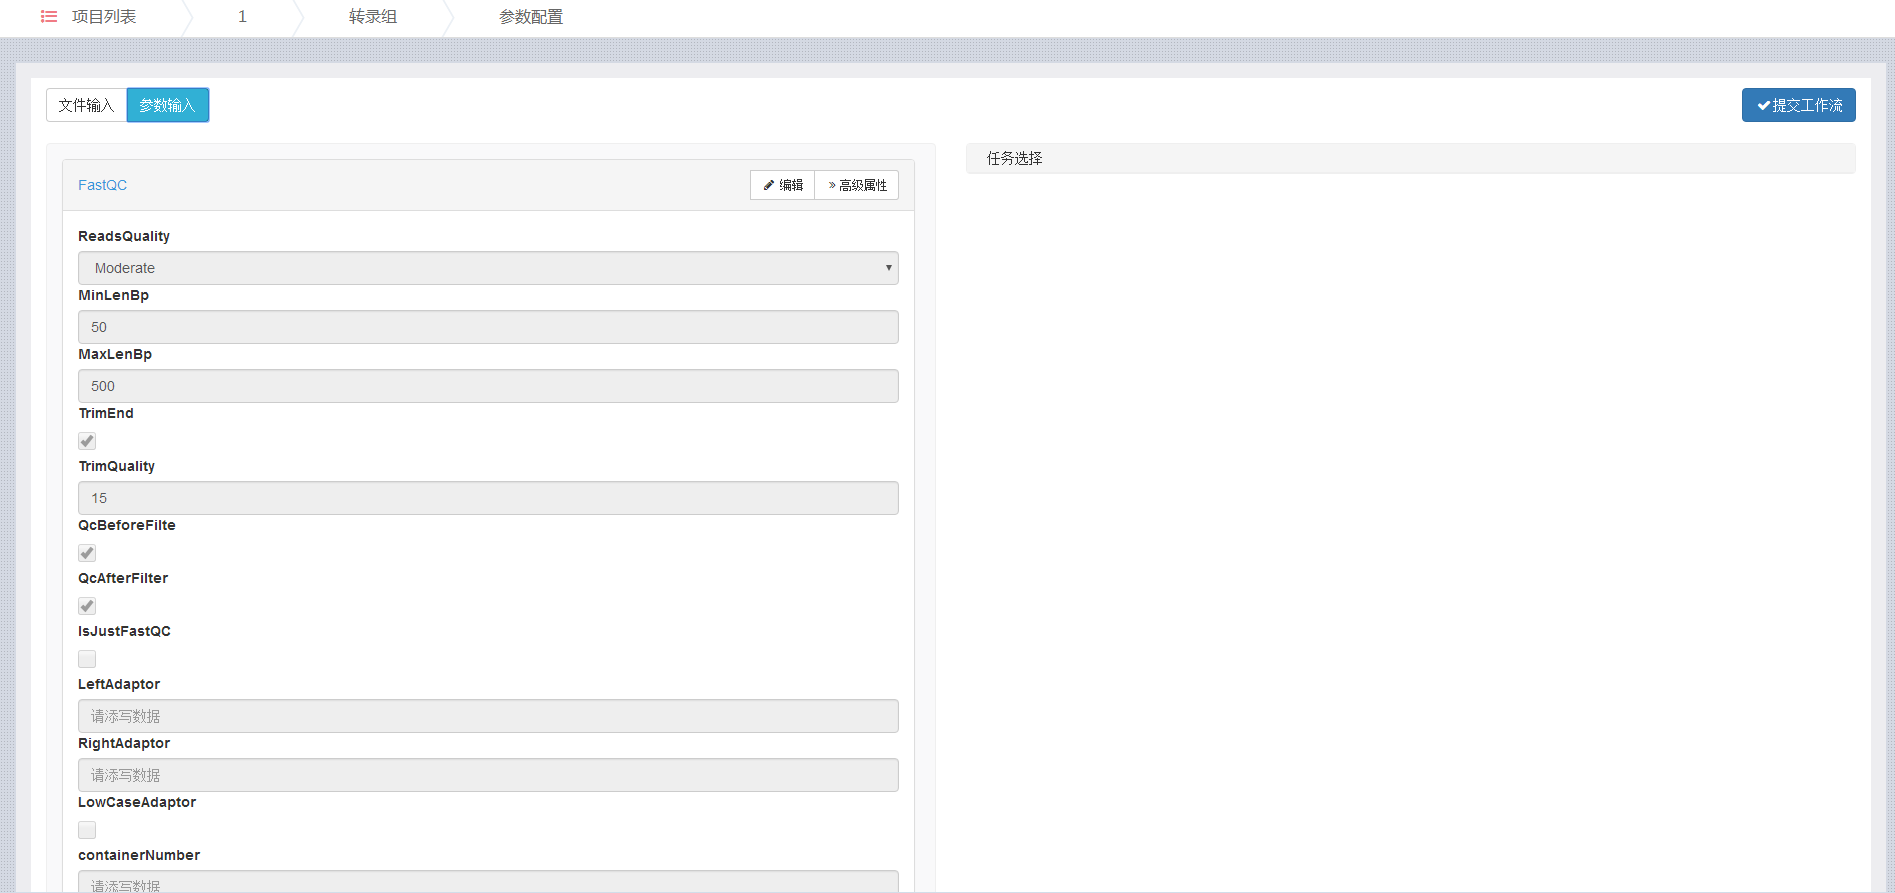 项目列表 1 转录组 参数配置
文件输入 参数输入 提交工作流
FastQC 编辑 高级属性 任务选择
ReadsQuality
Moderate
MinLenBp
50
MaxLenBp
500
TrimEnd
TrimQuality
15
QcBeforeFilte
QcAfterFilter
IsJustFastQC
LeftAdaptor
请添写数据
RightAdaptor
请添写数据
LowCaseAdaptor
containerNumber
请添写数据